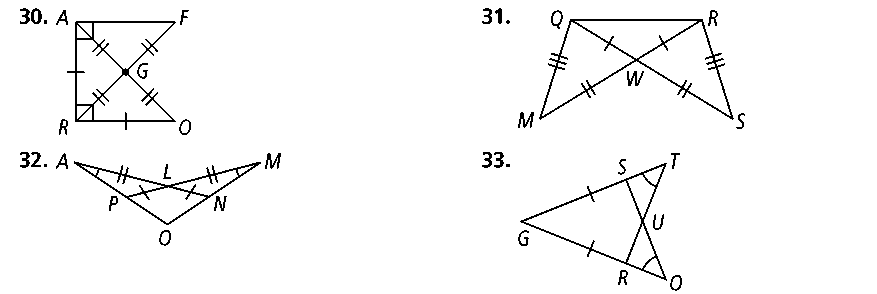 30. A F
G
R O
31. Q R
W
M S
32. A L M
P N
O
33. S T
G U
R O